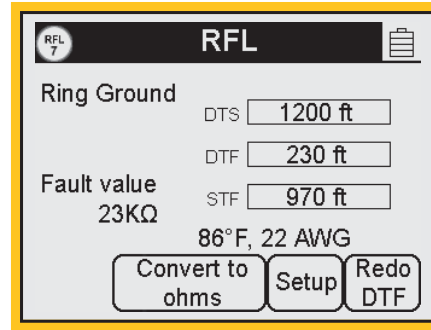 RFL
7
RFL
Ring Ground
DTS 1200 ft
DTF 230 ft
Fault value
23KΩ
STF 970 ft
86°F, 22 AWG
Convert to
ohms
Setup
Redo
DTF